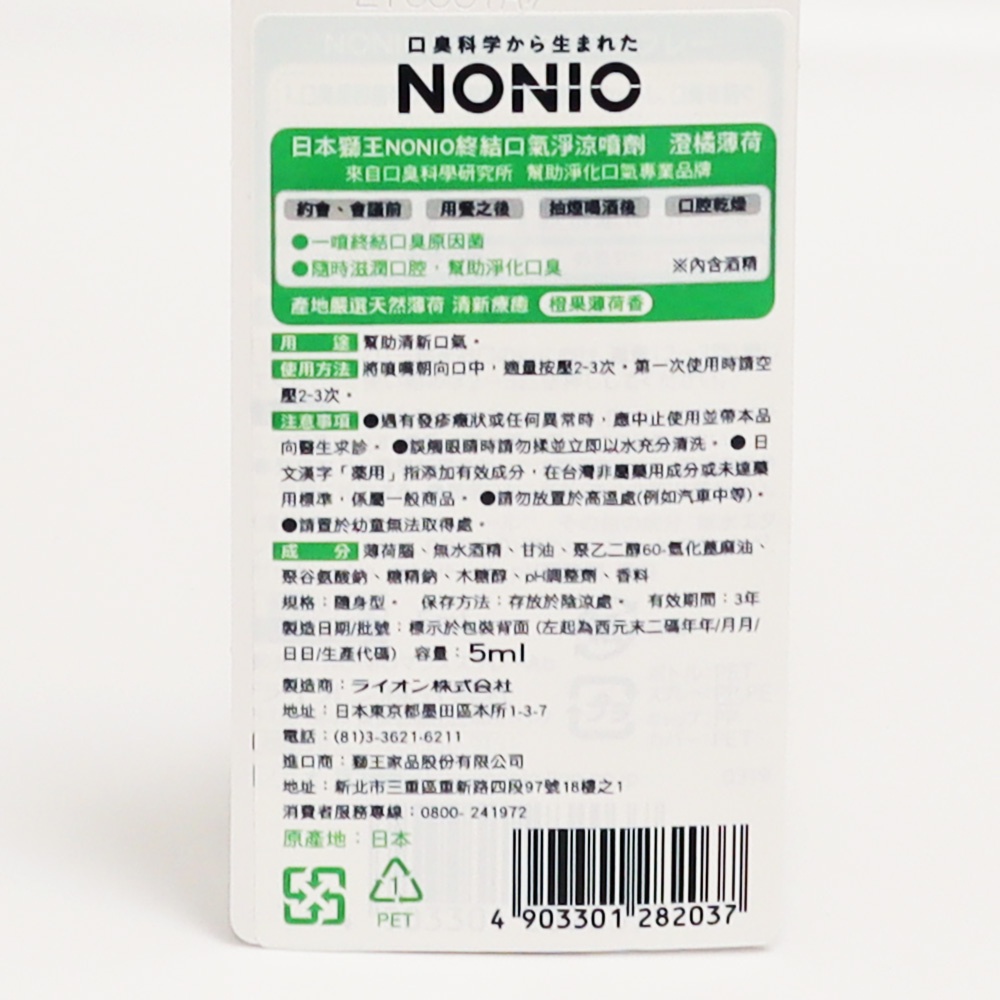 口臭科学から生まれた
NONIO
日本獅王NONIO終結口氣淨涼噴劑 澄橘薄荷
來自口臭科學研究所 幫助淨化口氣專業品牌
約會、會議前 用餐之後 抽煙喝酒後 口腔乾燥
●一噴終結口臭原因菌
●隨時滋潤口腔，幫助淨化口臭 ※內含酒精
產地嚴選天然薄荷 清新療癒 橙果薄荷香
用途 幫助清新口氣。
使用方法 將噴嘴朝向口中，適量按壓2-3次。第一次使用時請空
壓2-3次。
注意事項 ●遇有發疹癥狀或任何異常時，應中止使用並帶本品
向醫生求診。 ●誤觸眼睛時請勿揉並立即以水充分清洗。 ● 日
文漢字「薬用」指添加有效成分，在台灣非屬藥用成分或未達藥
用標準，係屬一般商品。 ●請勿放置於高溫處(例如汽車中等)。
●請置於幼童無法取得處。
成分 薄荷腦、無水酒精、甘油、聚乙二醇60-氫化蓖麻油、
聚谷氨酸鈉、糖精鈉、木糖醇、pH調整劑、香料
規格：隨身型。 保存方法：存放於陰涼處。 有效期間：3年
製造日期/批號：標示於包裝背面 (左起為西元末二碼年年/月月/
日日/生產代碼) 容量：5ml
製造商：ライオン株式会社
地址：日本東京都墨田區本所1-3-7
電話：(81)3-3621-6211
進口商：獅王家品股份有限公司
地址：新北市三重區重新路四段97號18樓之1
消費者服務專線：0800- 241972
原產地：日本
1
PET
4 903301 282037